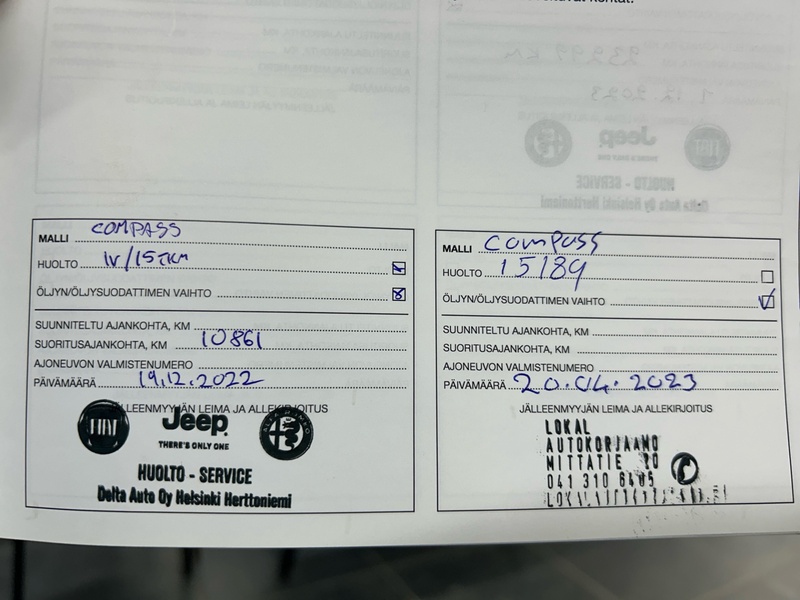 MALLI COMPASS
HUOLTO 1V/15TKM
ÖLJYN/ÖLJYSUODATTIMEN VAIHTO
SUUNNITELTU AJANKOHTA, KM
SUORITUSAJANKOHTA, KM 10861
AJONEUVON VALMISTENUMERO
PÄIVÄMÄÄRÄ 19.12.2022
JÄLLEENMYYJÄN LEIMA JA ALLEKIRJOITUS
FIAT Jeep
THERE'S ONLY ONE
HUOLTO - SERVICE
Delta Auto Oy Helsinki Herttoniemi
MALLI COMPASS
HUOLTO 15189
ÖLJYN/ÖLJYSUODATTIMEN VAIHTO
SUUNNITELTU AJANKOHTA, KM
SUORITUSAJANKOHTA, KM
AJONEUVON VALMISTENUMERO
PÄIVÄMÄÄRÄ 20.04.2023
JÄLLEENMYYJÄN LEIMA JA ALLEKIRJOITUS
LOKAL
AUTOKORJAAMO
MITTATIE
041 310 6405